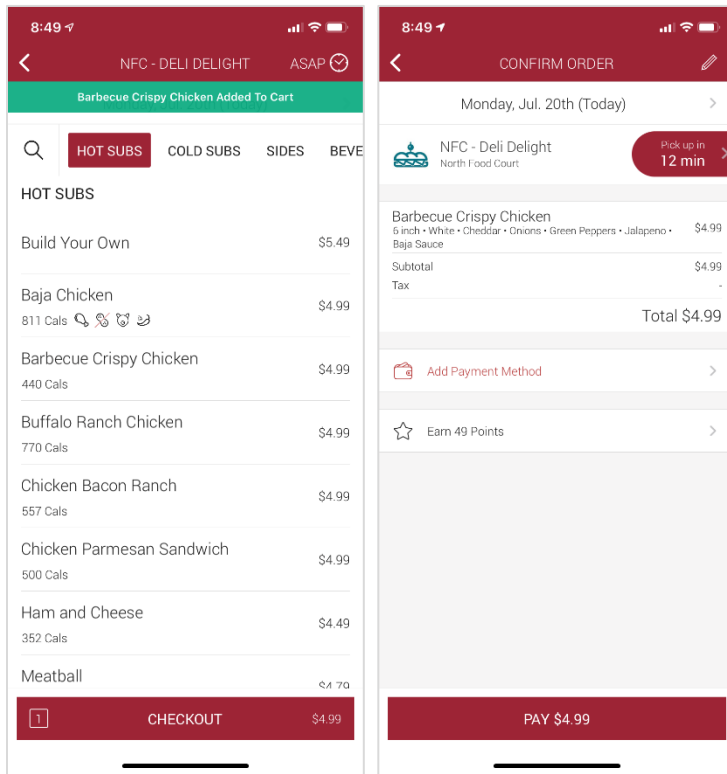 8:49
NFC - DELI DELIGHT
ASAP
Barbecue Crispy Chicken Added To Cart
HOT SUBS
COLD SUBS
SIDES
BEVE
HOT SUBS
Build Your Own
$5.49
Baja Chicken
811 Cals
$4.99
Barbecue Crispy Chicken
440 Cals
$4.99
Buffalo Ranch Chicken
770 Cals
$4.99
Chicken Bacon Ranch
557 Cals
$4.99
Chicken Parmesan Sandwich
500 Cals
$4.99
Ham and Cheese
352 Cals
$4.49
Meatball
$4.79
1
CHECKOUT
$4.99
8:49
CONFIRM ORDER
Monday, Jul. 20th (Today)
NFC - Deli Delight
North Food Court
Pick up in
12 min
Barbecue Crispy Chicken
6 inch • White • Cheddar • Onions • Green Peppers • Jalapeno •
Baja Sauce
$4.99
Subtotal
$4.99
Tax
-
Total $4.99
Add Payment Method
Earn 49 Points
PAY $4.99